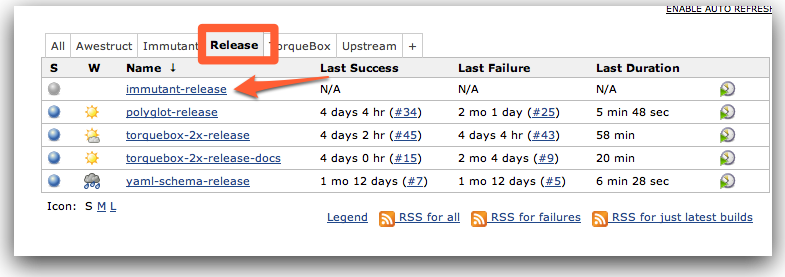 ENABLE AUTO REFRESH
All Awestruct Immutant Release TorqueBox Upstream +
S W Name ↓ Last Success Last Failure Last Duration
immutant-release N/A N/A N/A
polyglot-release 4 days 4 hr (#34) 2 mo 1 day (#25) 5 min 48 sec
torquebox-2x-release 4 days 2 hr (#45) 4 days 4 hr (#43) 58 min
torquebox-2x-release-docs 4 days 0 hr (#15) 2 mo 4 days (#9) 20 min
yaml-schema-release 1 mo 12 days (#7) 1 mo 12 days (#5) 6 min 28 sec
Icon: S M L
Legend RSS for all RSS for failures RSS for just latest builds